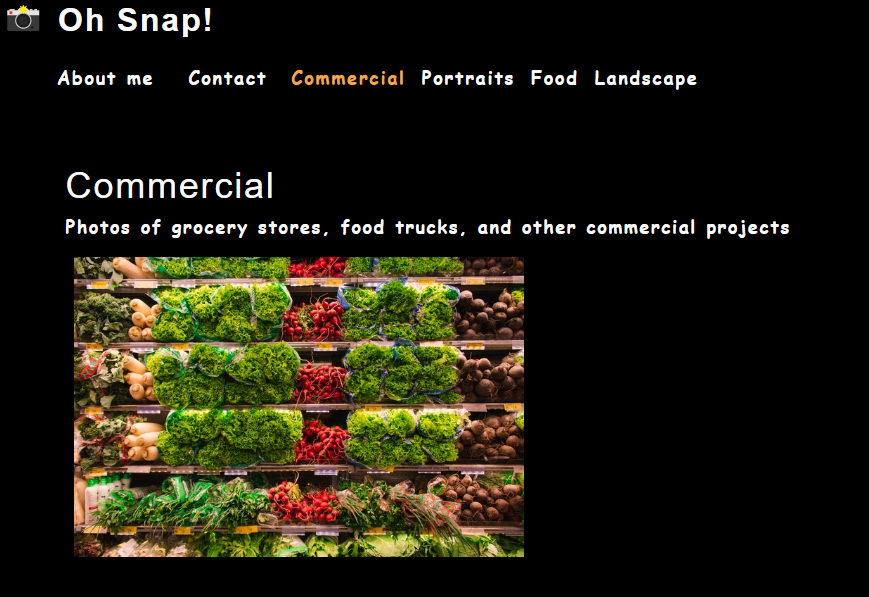 Oh Snap!
About me Contact Commercial Portraits Food Landscape
Commercial
Photos of grocery stores, food trucks, and other commercial projects